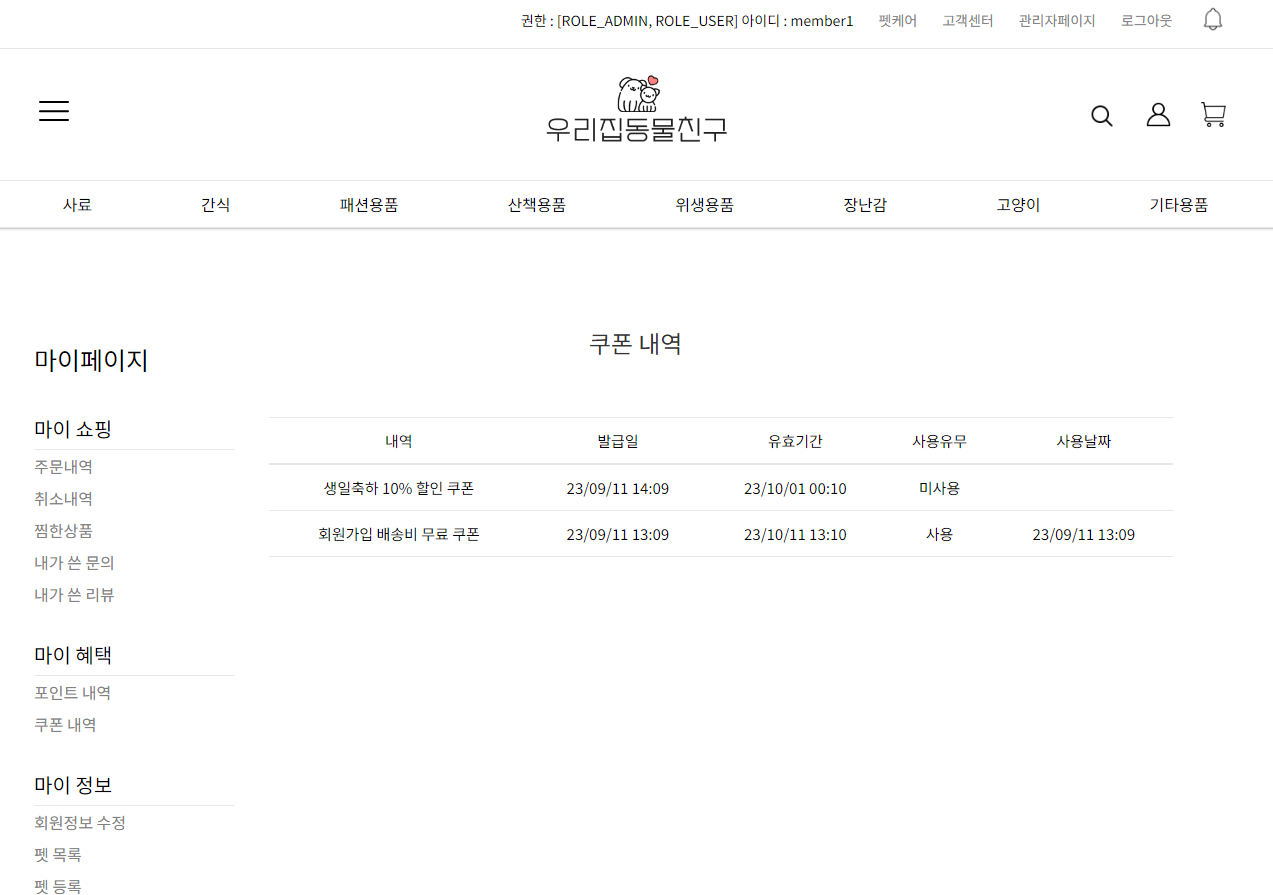 권한 : [ROLE_ADMIN, ROLE_USER] 아이디 : member1 펫케어 고객센터 관리자페이지 로그아웃
우리집동물친구
사료 간식 패션용품 산책용품 위생용품 장난감 고양이 기타용품
쿠폰 내역
마이페이지
마이 쇼핑
주문내역
취소내역
찜한상품
내가 쓴 문의
내가 쓴 리뷰
마이 혜택
포인트 내역
쿠폰 내역
마이 정보
회원정보 수정
펫 목록
펫 등록
내역 발급일 유효기간 사용유무 사용날짜
생일축하 10% 할인 쿠폰 23/09/11 14:09 23/10/01 00:10 미사용
회원가입 배송비 무료 쿠폰 23/09/11 13:09 23/10/11 13:10 사용 23/09/11 13:09